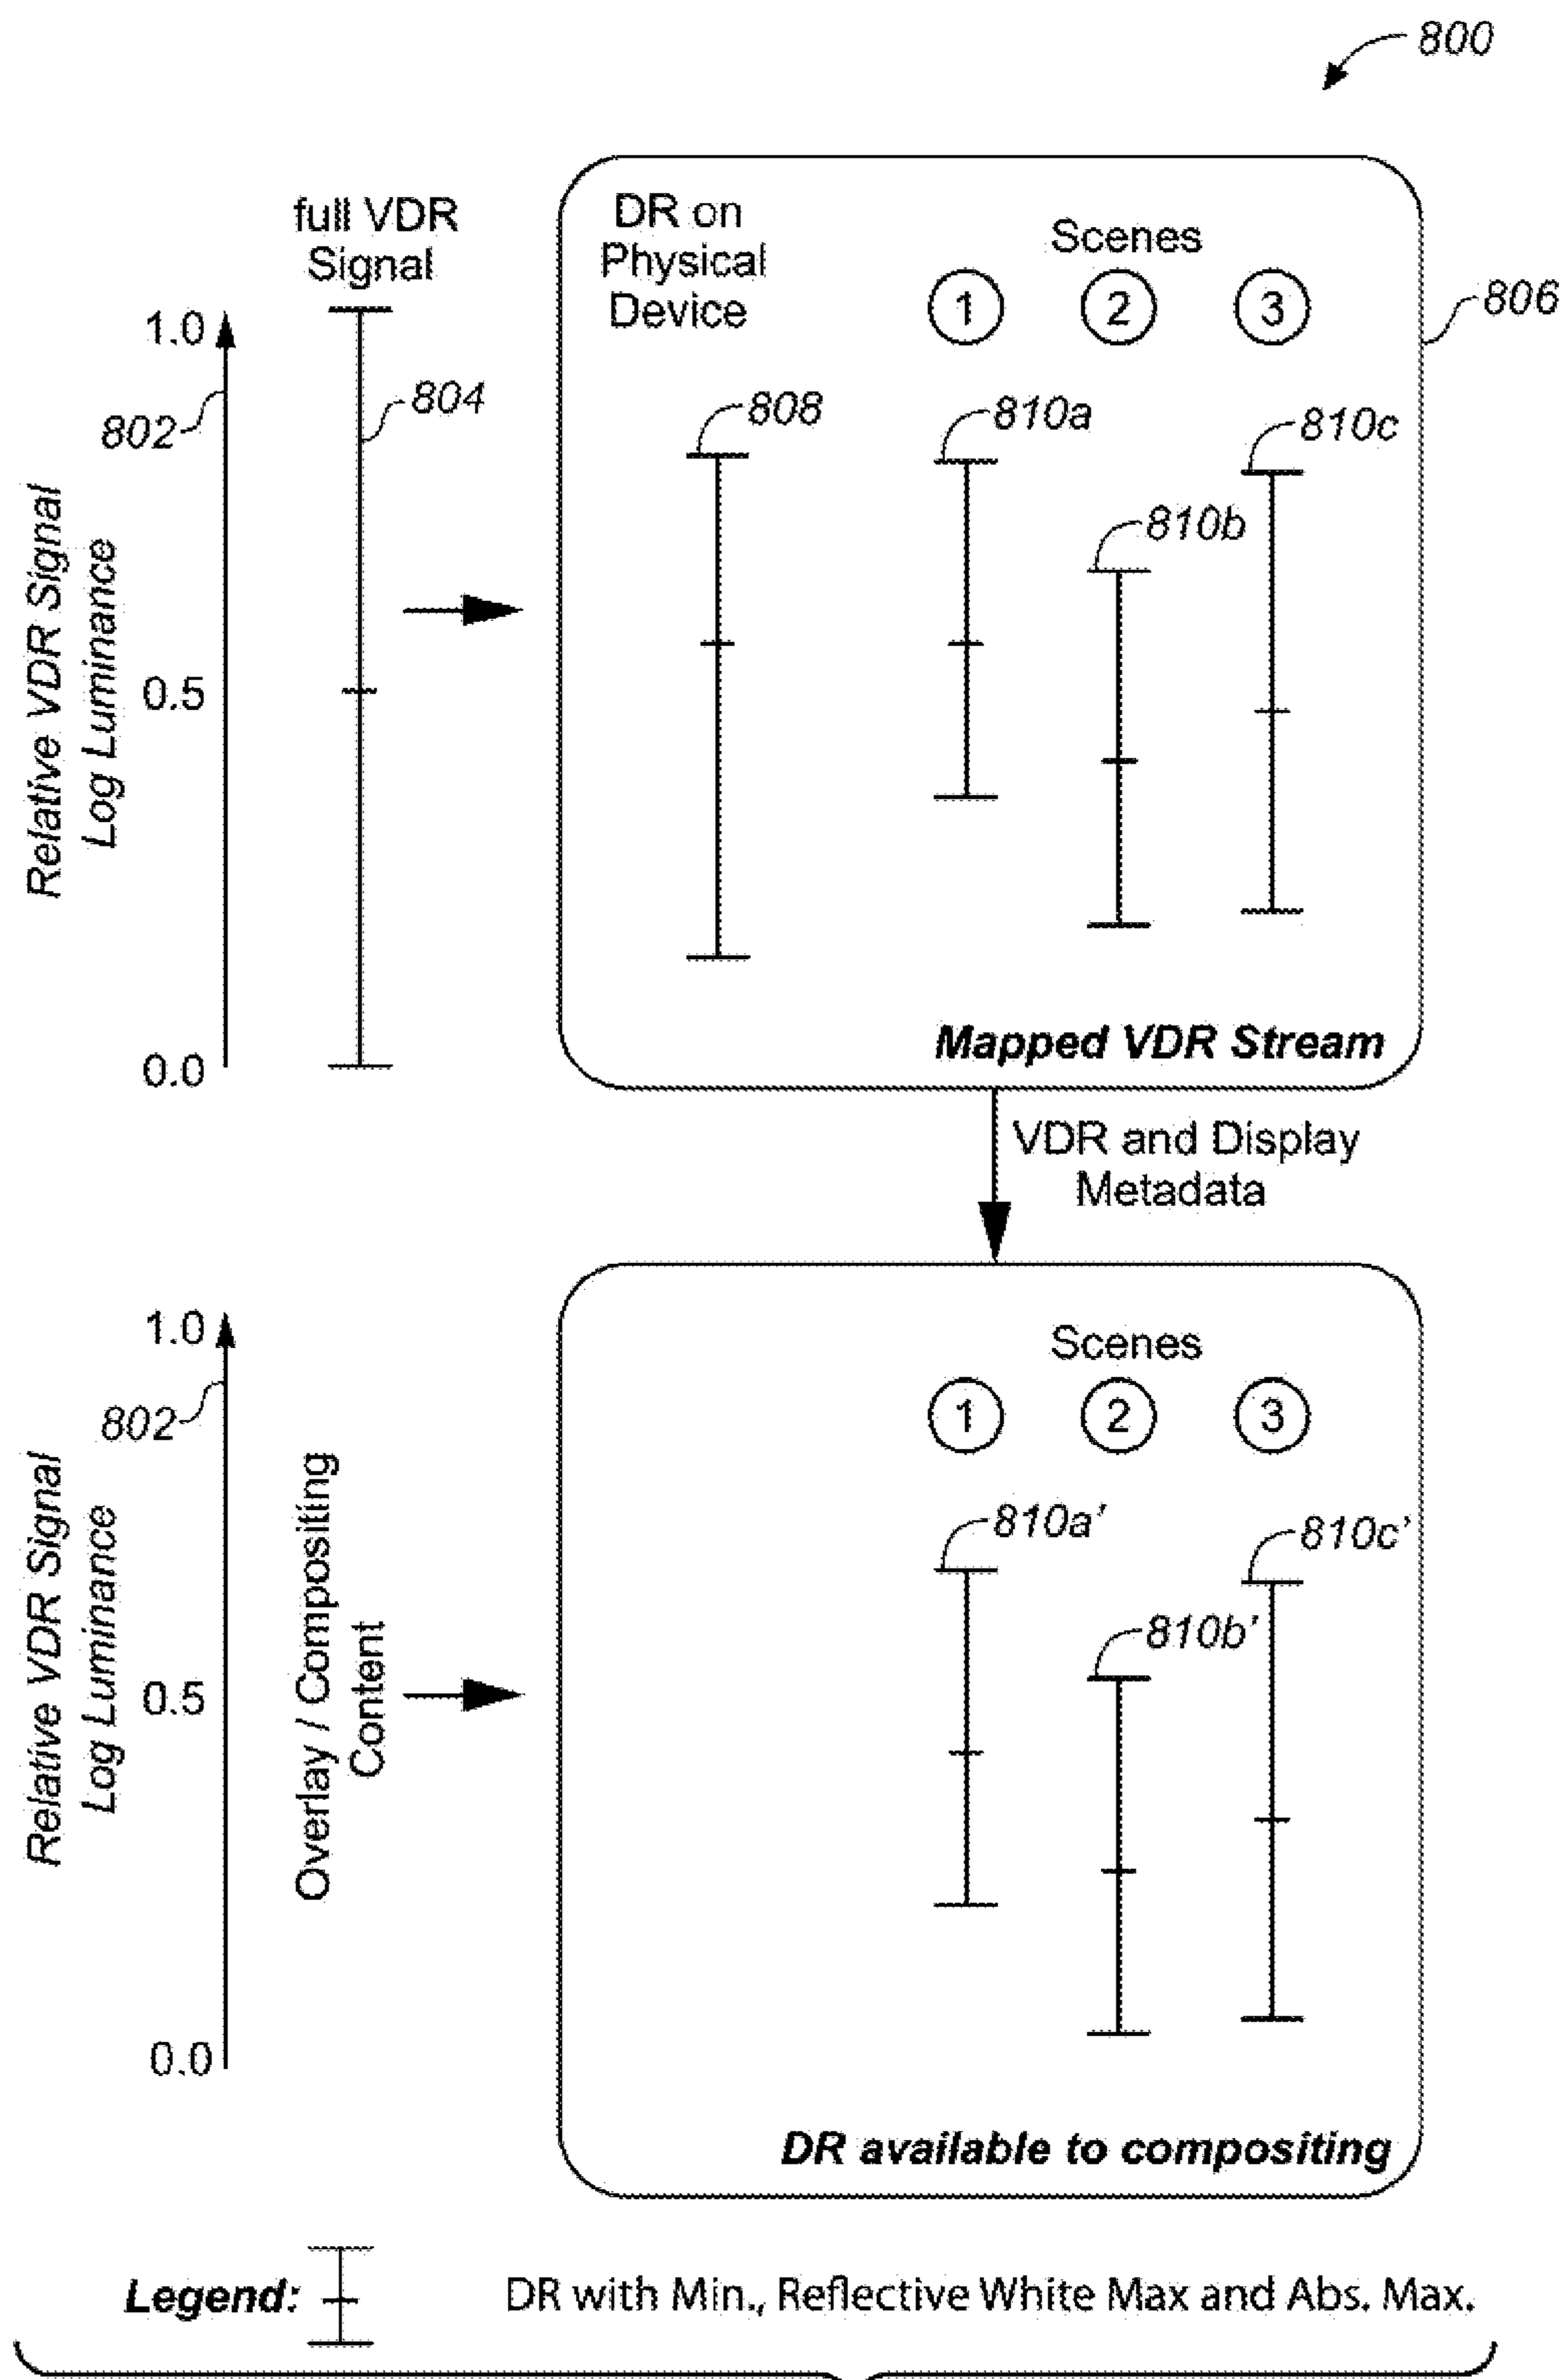 800
full VDR
Signal
DR on
Physical
Device
Scenes
1 2 3
806
1.0
802
804
808
810a
810b
810c
Relative VDR Signal
Log Luminance
0.5
0.0
Mapped VDR Stream
VDR and Display
Metadata
1.0
802
Scenes
1 2 3
810a'
810b'
810c'
Relative VDR Signal
Log Luminance
0.5
Overlay / Compositing
Content
0.0
DR available to compositing
Legend: DR with Min., Reflective White Max and Abs. Max.